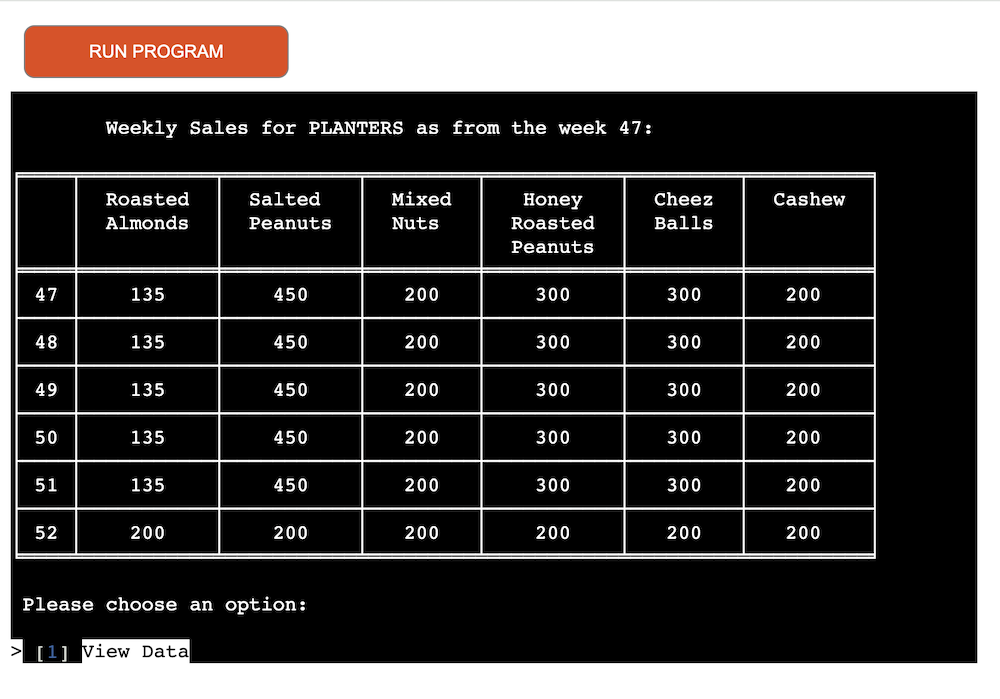 RUN PROGRAM
Weekly Sales for PLANTERS as from the week 47:
Roasted Salted Mixed Honey Cheez Cashew
Almonds Peanuts Nuts Roasted Balls
Peanuts
47 135 450 200 300 300 200
48 135 450 200 300 300 200
49 135 450 200 300 300 200
50 135 450 200 300 300 200
51 135 450 200 300 300 200
52 200 200 200 200 200 200
Please choose an option:
> [1] View Data